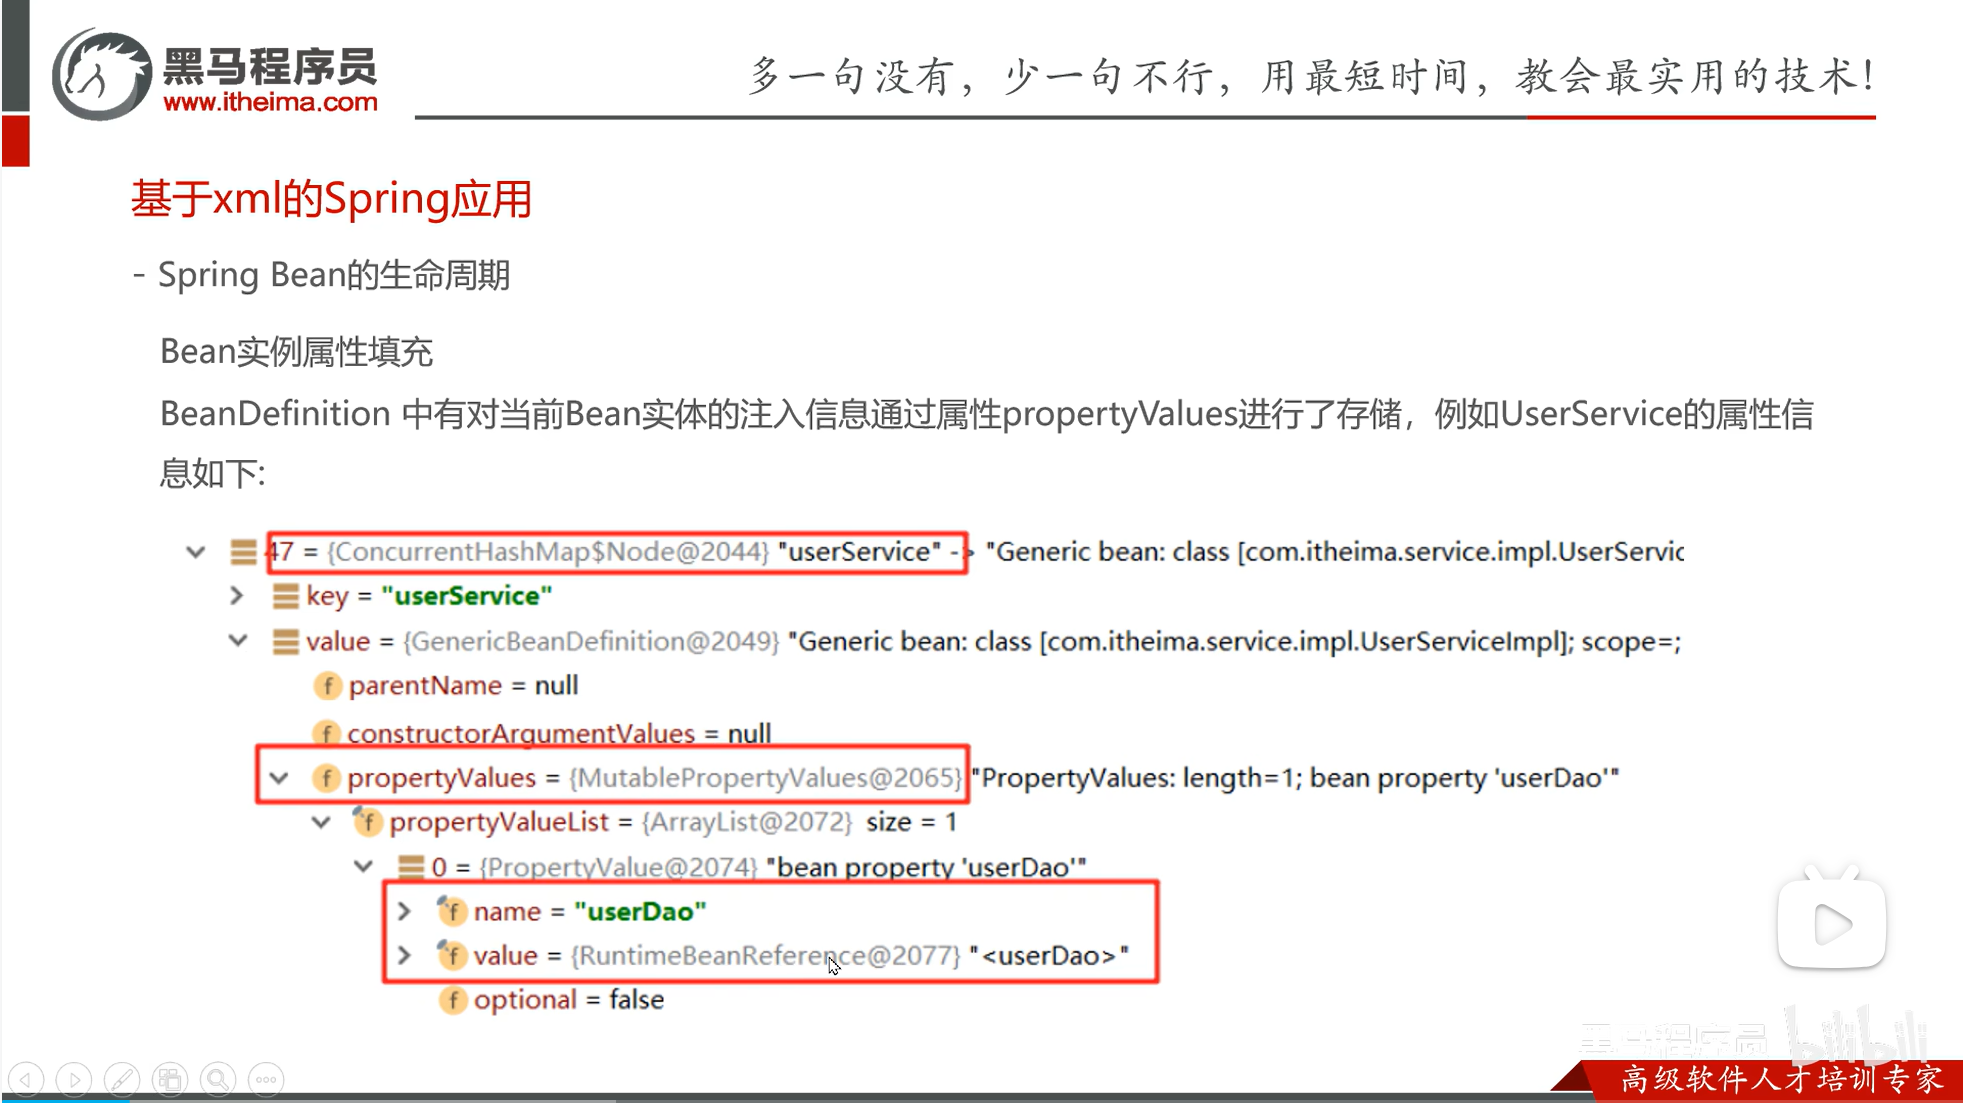 黑马程序员
www.itheima.com
多一句没有，少一句不行，用最短时间，教会最实用的技术！
基于xml的Spring应用
- Spring Bean的生命周期
Bean实例属性填充
BeanDefinition 中有对当前Bean实体的注入信息通过属性propertyValues进行了存储，例如UserService的属性信
息如下:
47 = {ConcurrentHashMap$Node@2044} "userService" -> "Generic bean: class [com.itheima.service.impl.UserServic
key = "userService"
value = {GenericBeanDefinition@2049} "Generic bean: class [com.itheima.service.impl.UserServiceImpl]; scope=;
f parentName = null
f constructorArgumentValues = null
f propertyValues = {MutablePropertyValues@2065} "PropertyValues: length=1; bean property 'userDao'"
f propertyValueList = {ArrayList@2072} size = 1
0 = {PropertyValue@2074} "bean property 'userDao'"
f name = "userDao"
f value = {RuntimeBeanReference@2077} "<userDao>"
f optional = false
黑马程序员 bilibili
高级软件人才培训专家